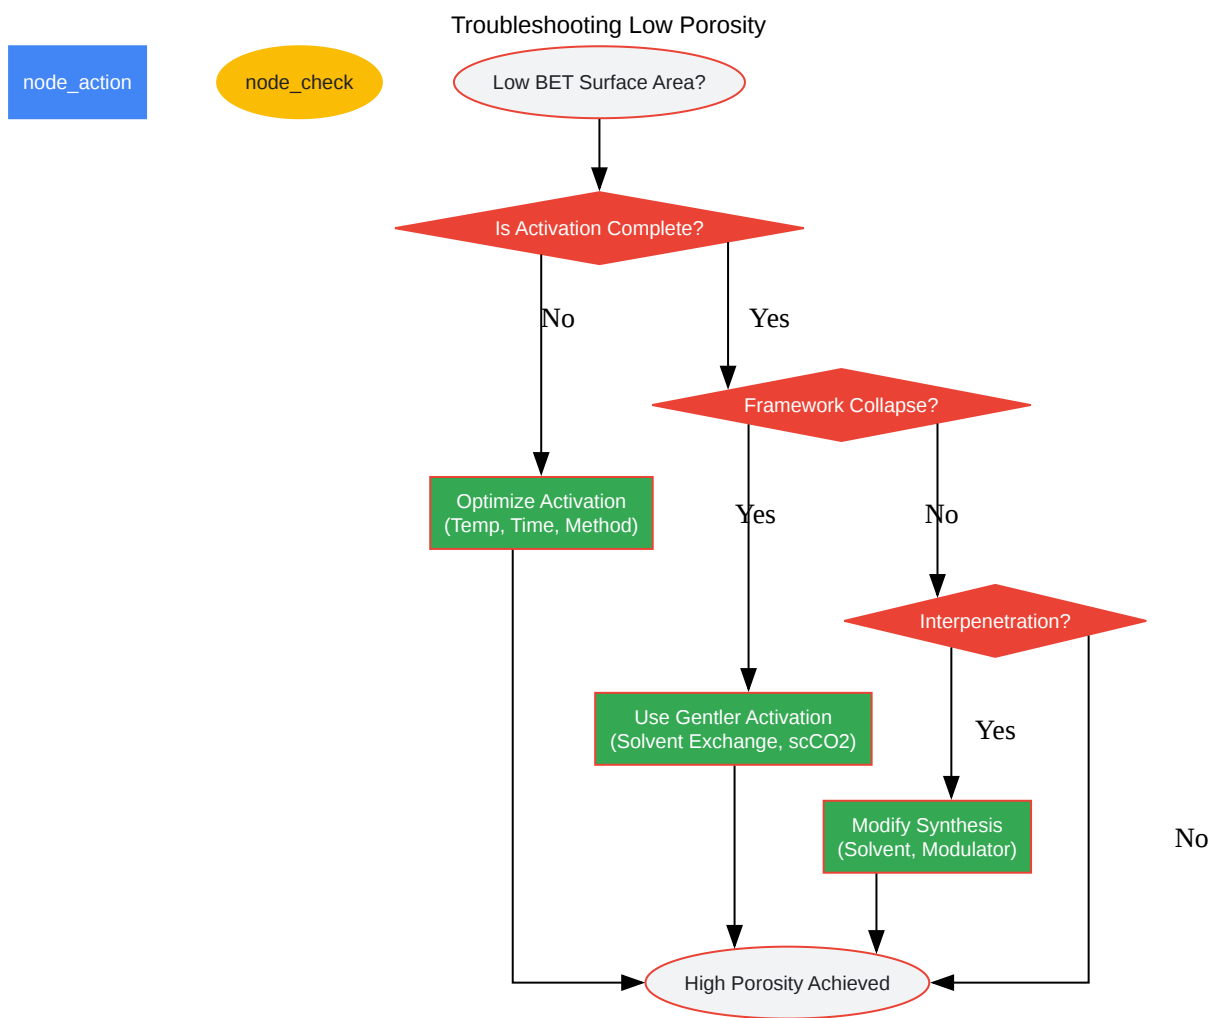 Troubleshooting Low Porosity
node_action
node_check
Low BET Surface Area?
Is Activation Complete?
No
Yes
Framework Collapse?
Optimize Activation
(Temp, Time, Method)
Yes
No
Interpenetration?
Use Gentler Activation
(Solvent Exchange, scCO2)
Yes
Modify Synthesis
(Solvent, Modulator)
No
High Porosity Achieved